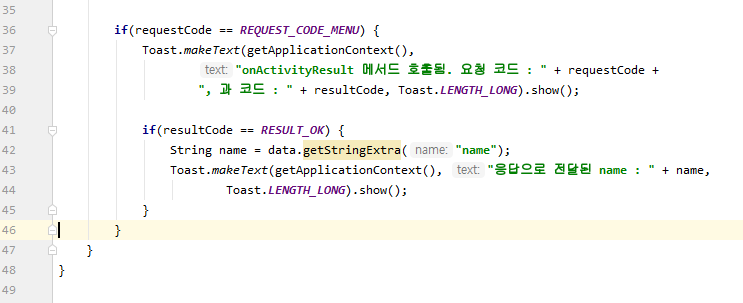 35
36 if(requestCode == REQUEST_CODE_MENU) {
37 Toast.makeText(getApplicationContext(),
38 text: "onActivityResult 메서드 호출됨. 요청 코드 : " + requestCode +
39 ", 과 코드 : " + resultCode, Toast.LENGTH_LONG).show();
40
41 if(resultCode == RESULT_OK) {
42 String name = data.getStringExtra( name: "name");
43 Toast.makeText(getApplicationContext(), text: "응답으로 전달된 name : " + name,
44 Toast.LENGTH_LONG).show();
45 }
46 }
47 }
48 }
49